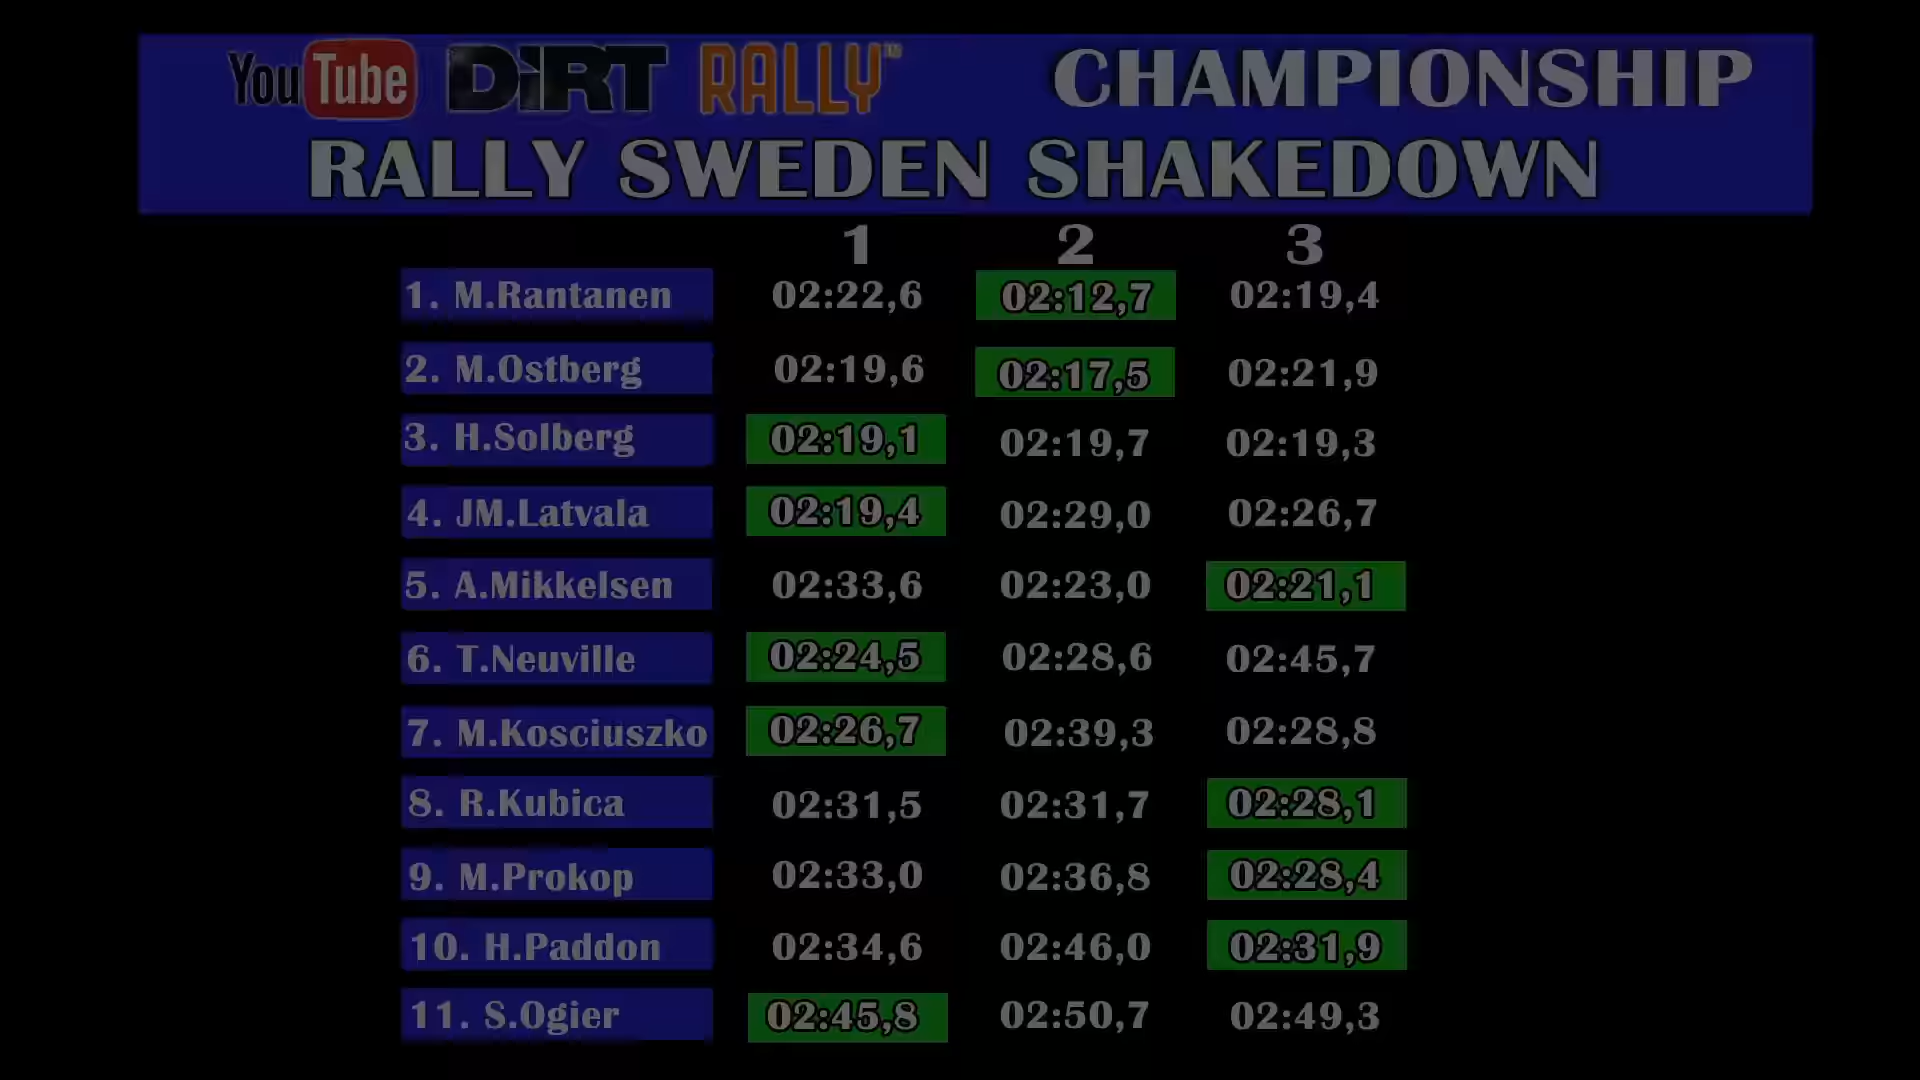 YouTube DiRT RALLY™ CHAMPIONSHIP
RALLY SWEDEN SHAKEDOWN
1 2 3
1. M.Rantanen 02:22,6 02:12,7 02:19,4
2. M.Ostberg 02:19,6 02:17,5 02:21,9
3. H.Solberg 02:19,1 02:19,7 02:19,3
4. JM.Latvala 02:19,4 02:29,0 02:26,7
5. A.Mikkelsen 02:33,6 02:23,0 02:21,1
6. T.Neuville 02:24,5 02:28,6 02:45,7
7. M.Kosciuszko 02:26,7 02:39,3 02:28,8
8. R.Kubica 02:31,5 02:31,7 02:28,1
9. M.Prokop 02:33,0 02:36,8 02:28,4
10. H.Paddon 02:34,6 02:46,0 02:31,9
11. S.Ogier 02:45,8 02:50,7 02:49,3